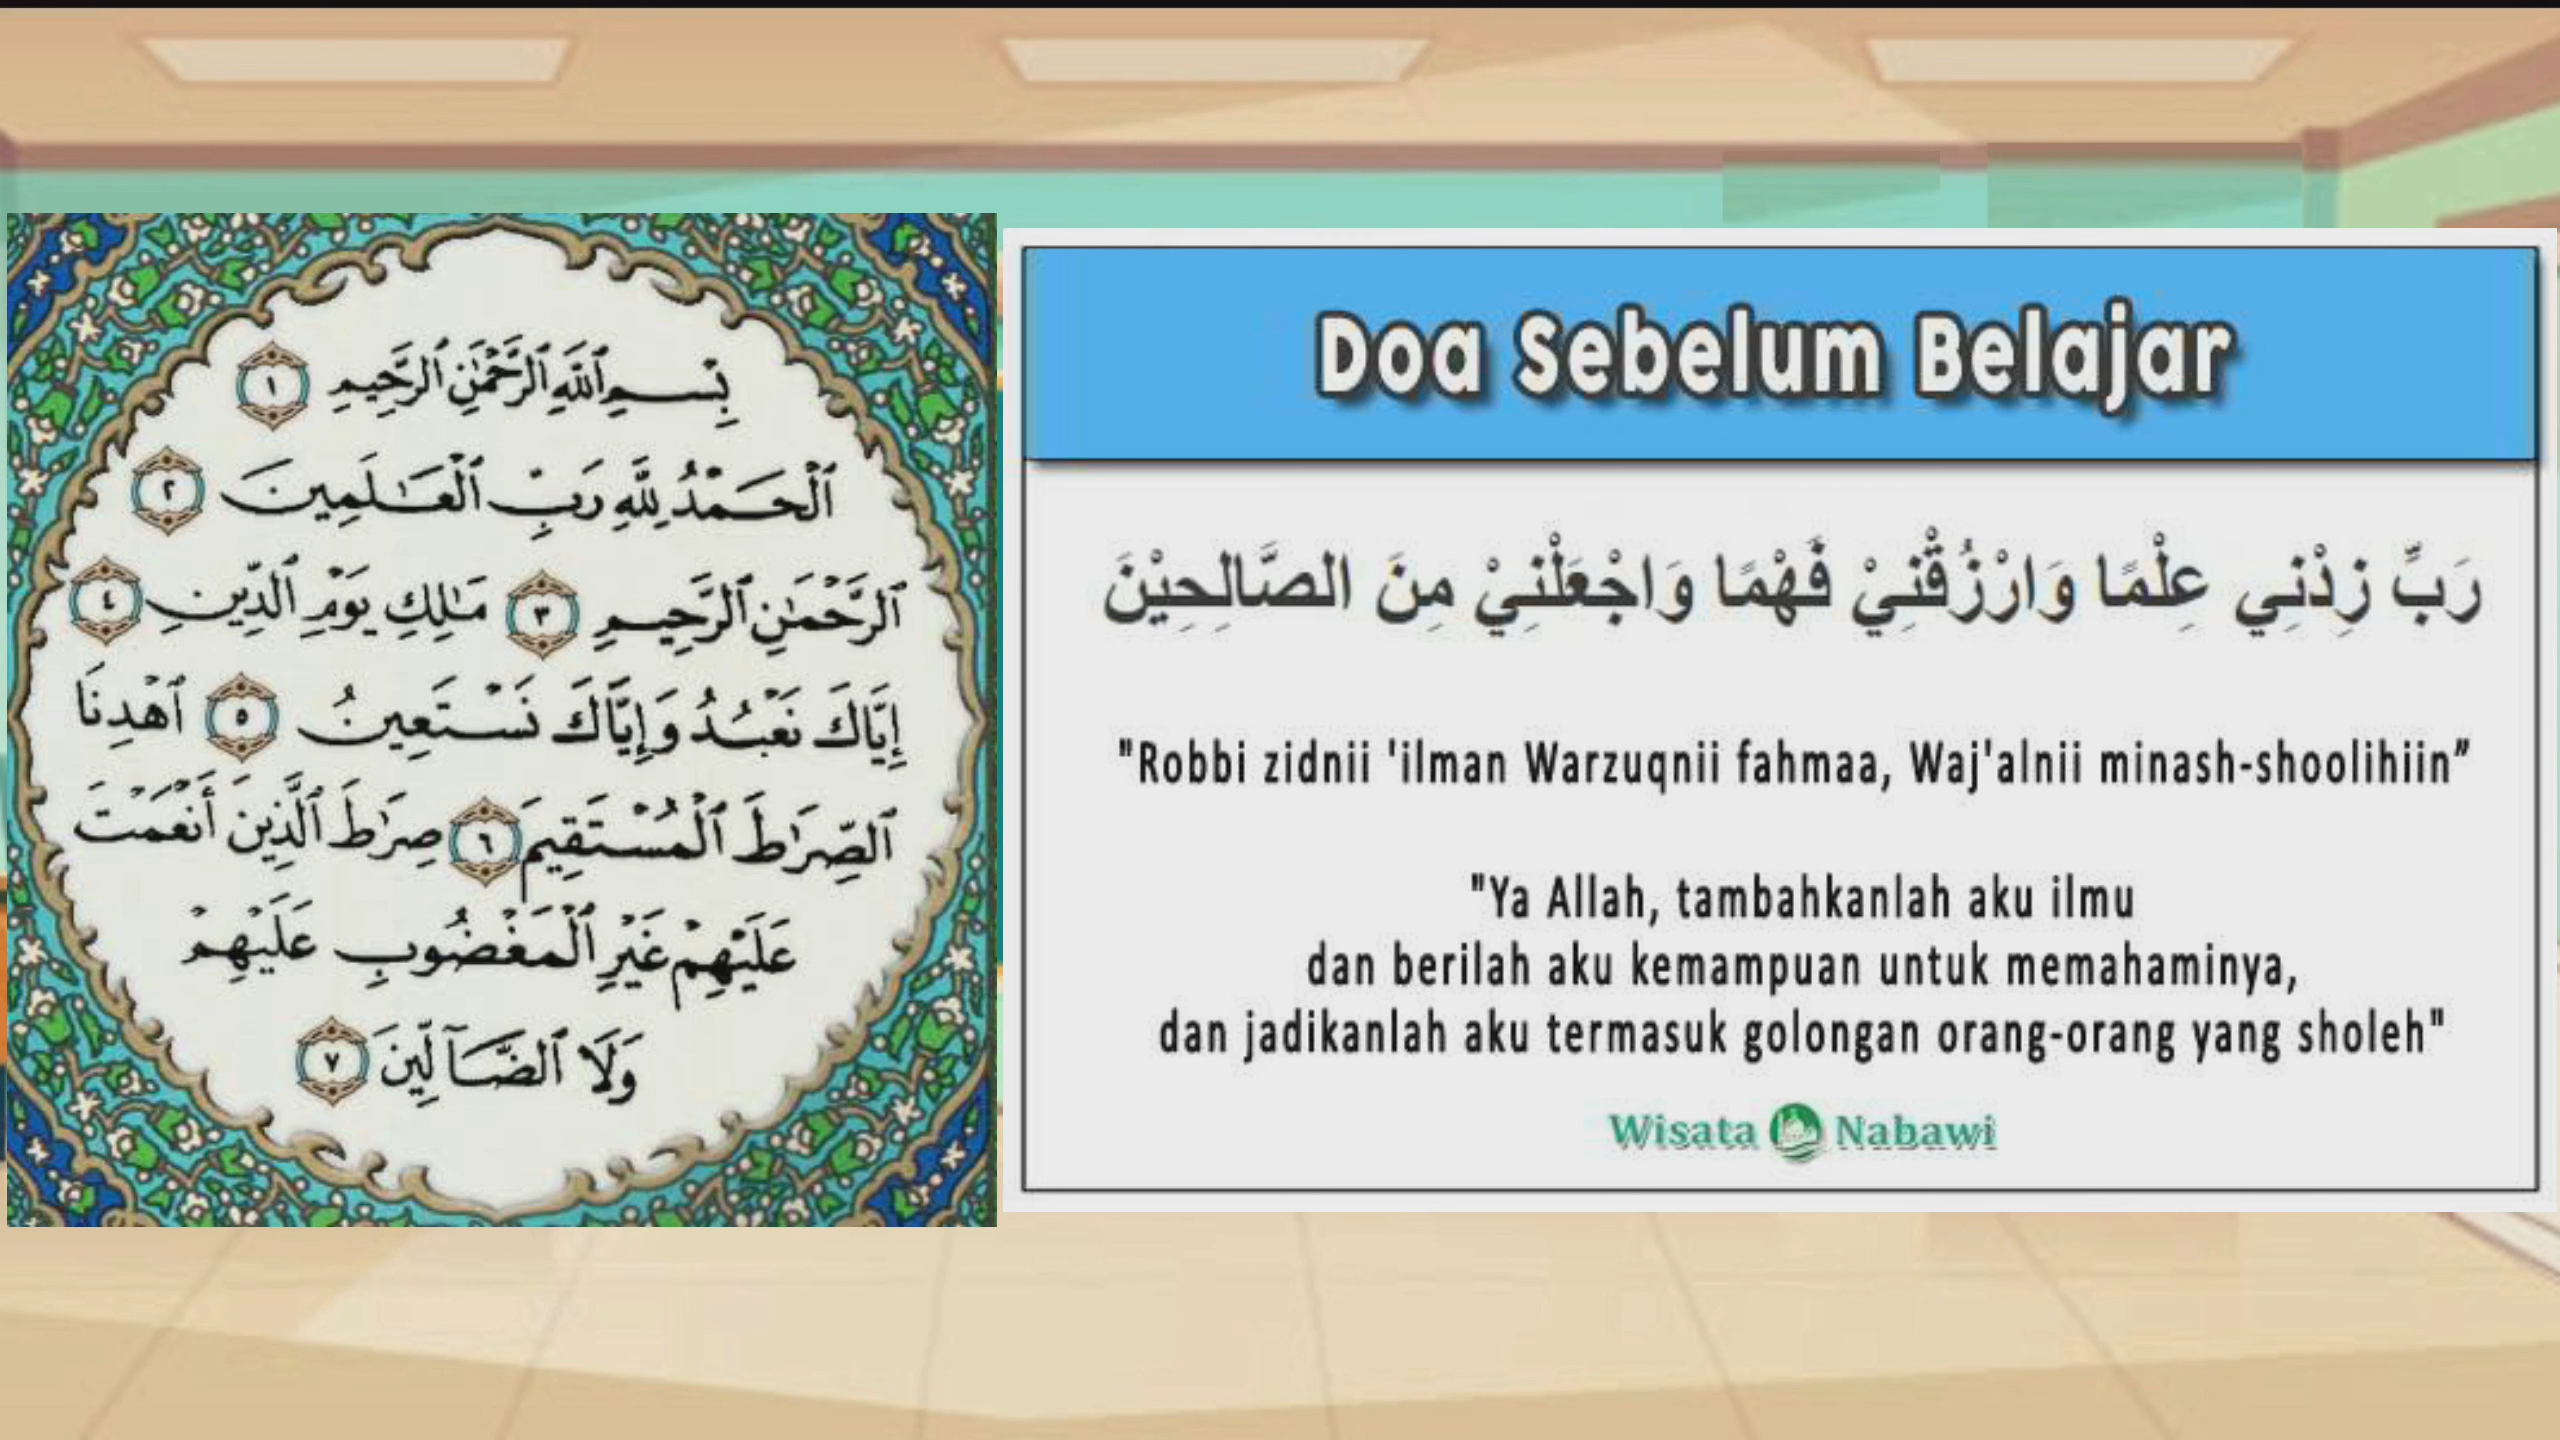 بِسْمِ ٱللَّهِ ٱلرَّحْمَٰنِ ٱلرَّحِيمِ ١
ٱلْحَمْدُ لِلَّهِ رَبِّ ٱلْعَٰلَمِينَ ٢
ٱلرَّحْمَٰنِ ٱلرَّحِيمِ ٣ مَٰلِكِ يَوْمِ ٱلدِّينِ ٤
إِيَّاكَ نَعْبُدُ وَإِيَّاكَ نَسْتَعِينُ ٥ ٱهْدِنَا
ٱلصِّرَٰطَ ٱلْمُسْتَقِيمَ ٦ صِرَٰطَ ٱلَّذِينَ أَنْعَمْتَ
عَلَيْهِمْ غَيْرِ ٱلْمَغْضُوبِ عَلَيْهِمْ
وَلَا ٱلضَّآلِّينَ ٧
Doa Sebelum Belajar
رَبِّ زِدْنِي عِلْمًا وَارْزُقْنِيْ فَهْمًا وَاجْعَلْنِيْ مِنَ الصَّالِحِيْنَ
"Robbi zidnii 'ilman Warzuqnii fahmaa, Waj'alnii minash-shoolihiin”
"Ya Allah, tambahkanlah aku ilmu
dan berilah aku kemampuan untuk memahaminya,
dan jadikanlah aku termasuk golongan orang-orang yang sholeh"
Wisata Nabawi